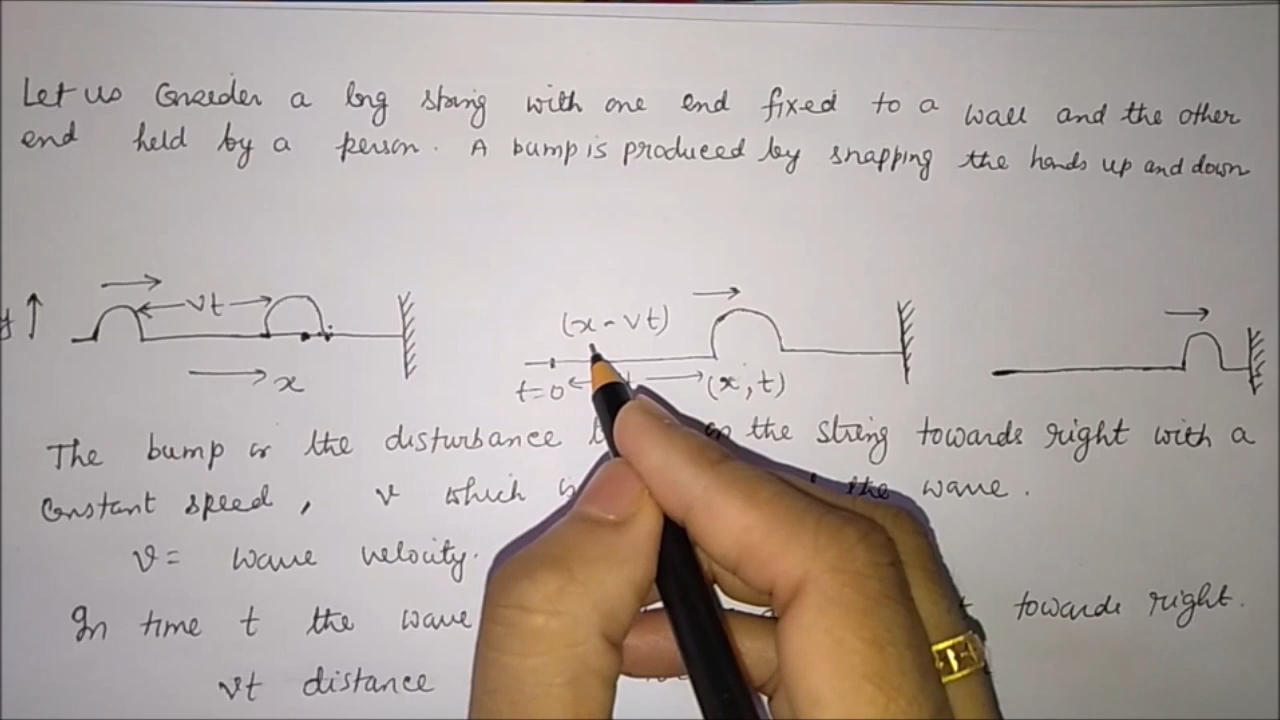 Let us Consider a long string with one end fixed to a wall and the other
end held by a person. A bump is produced by snapping the hands up and down
vt
y
x
(x - vt)
t=0
(x, t)
The bump or the disturbance on the string towards right with a
constant speed, v which is the wave.
v = wave velocity.
In time t the wave towards right.
vt distance